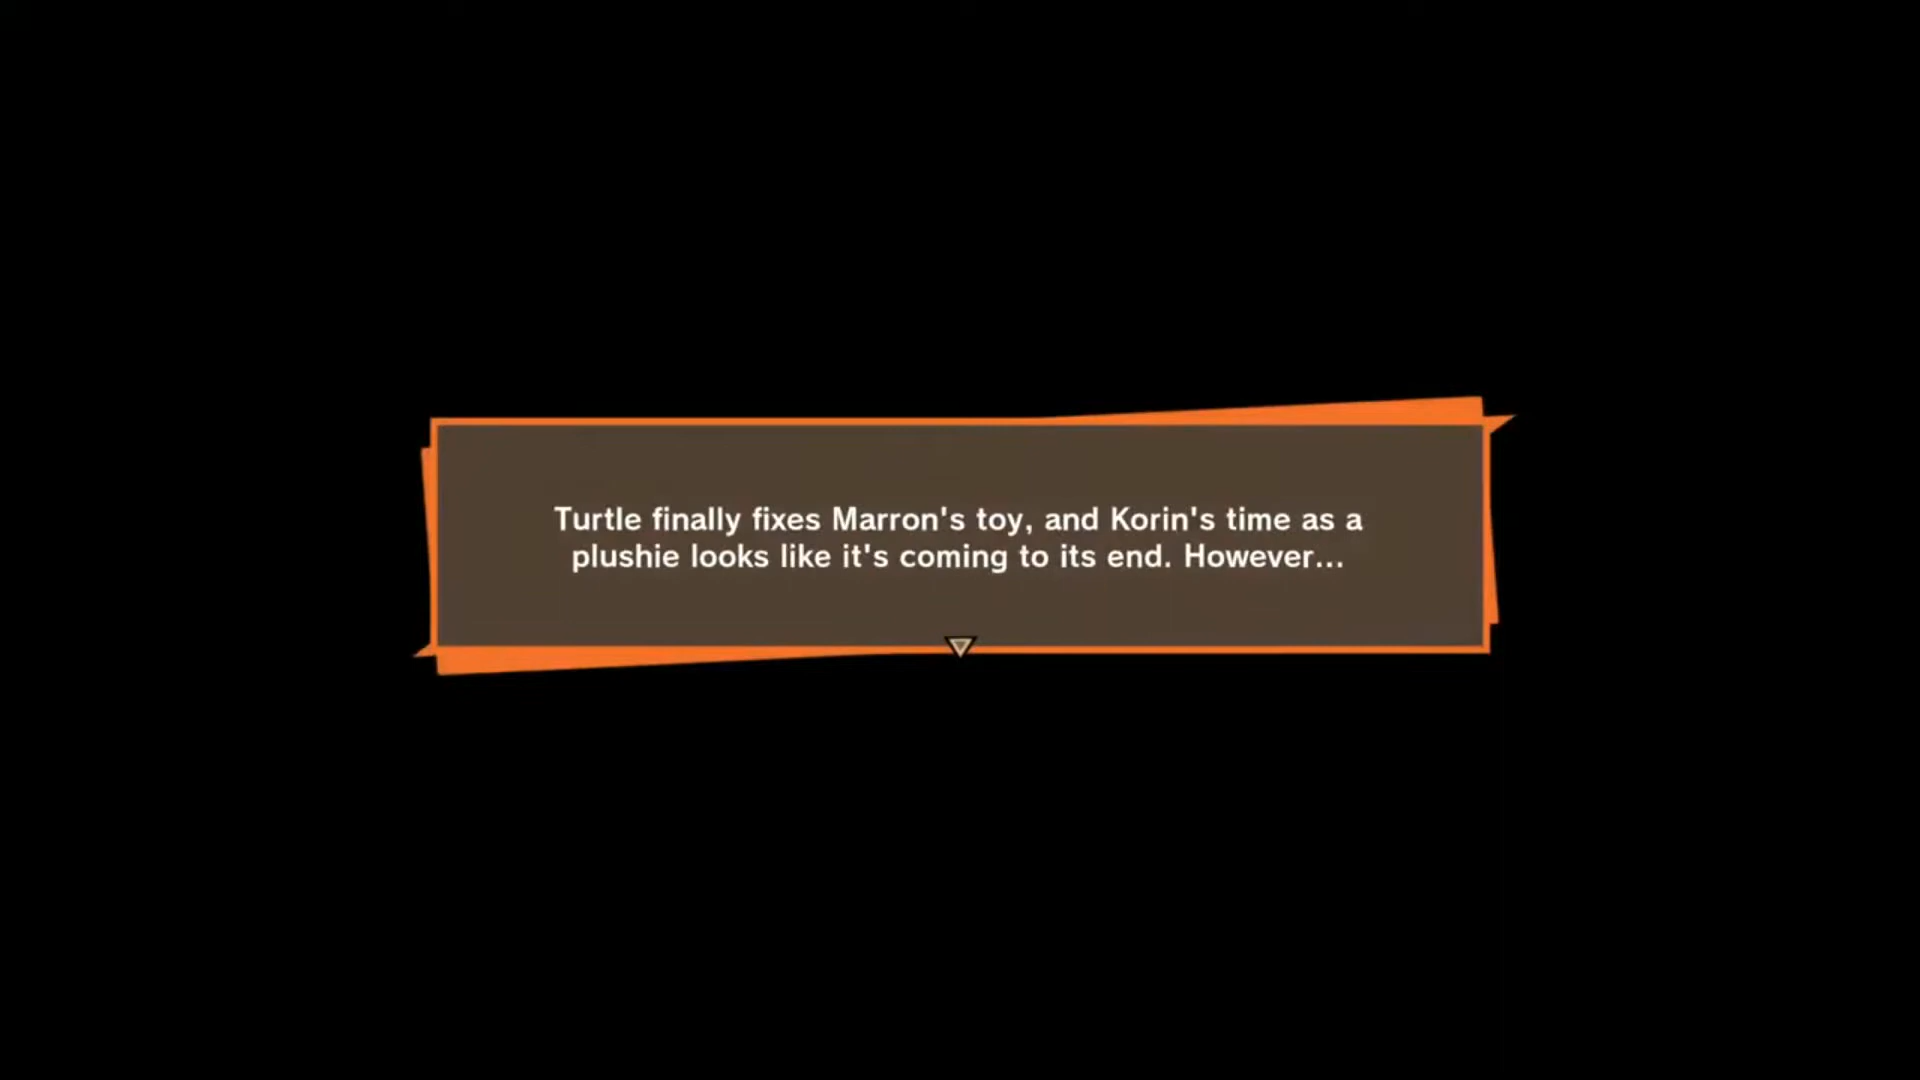 Turtle finally fixes Marron's toy, and Korin's time as a
plushie looks like it's coming to its end. However...